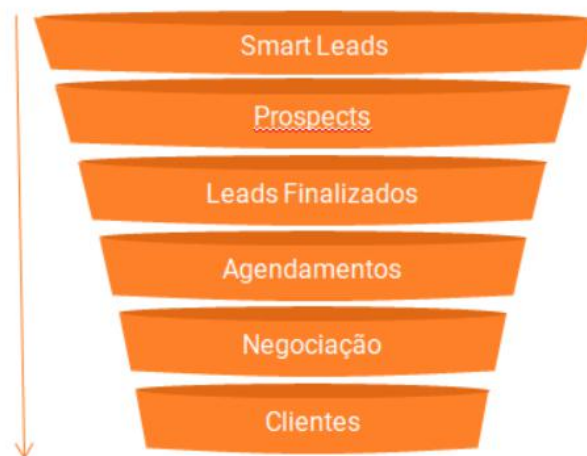 Smart Leads
Prospects
Leads Finalizados
Agendamentos
Negociação
Clientes